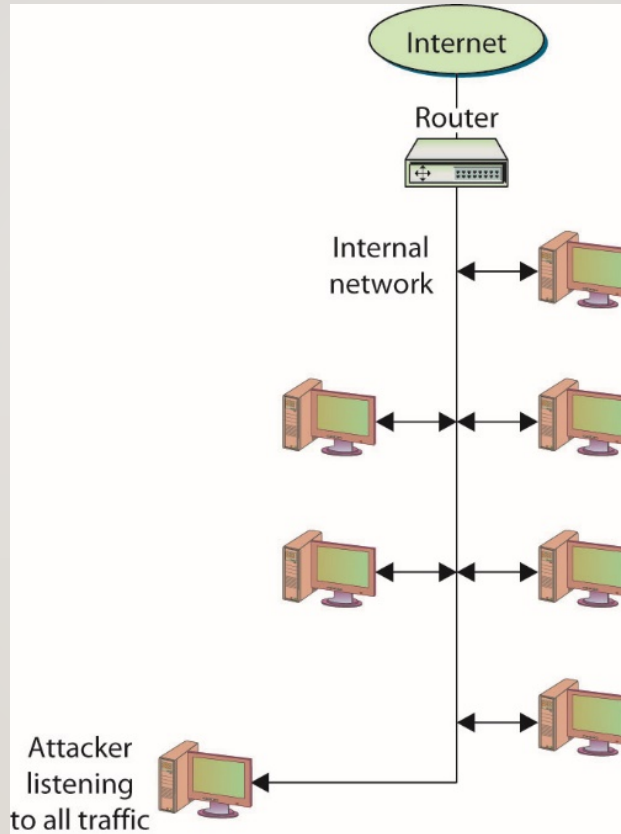 Internet
Router
Internal
network
Attacker
listening
to all traffic